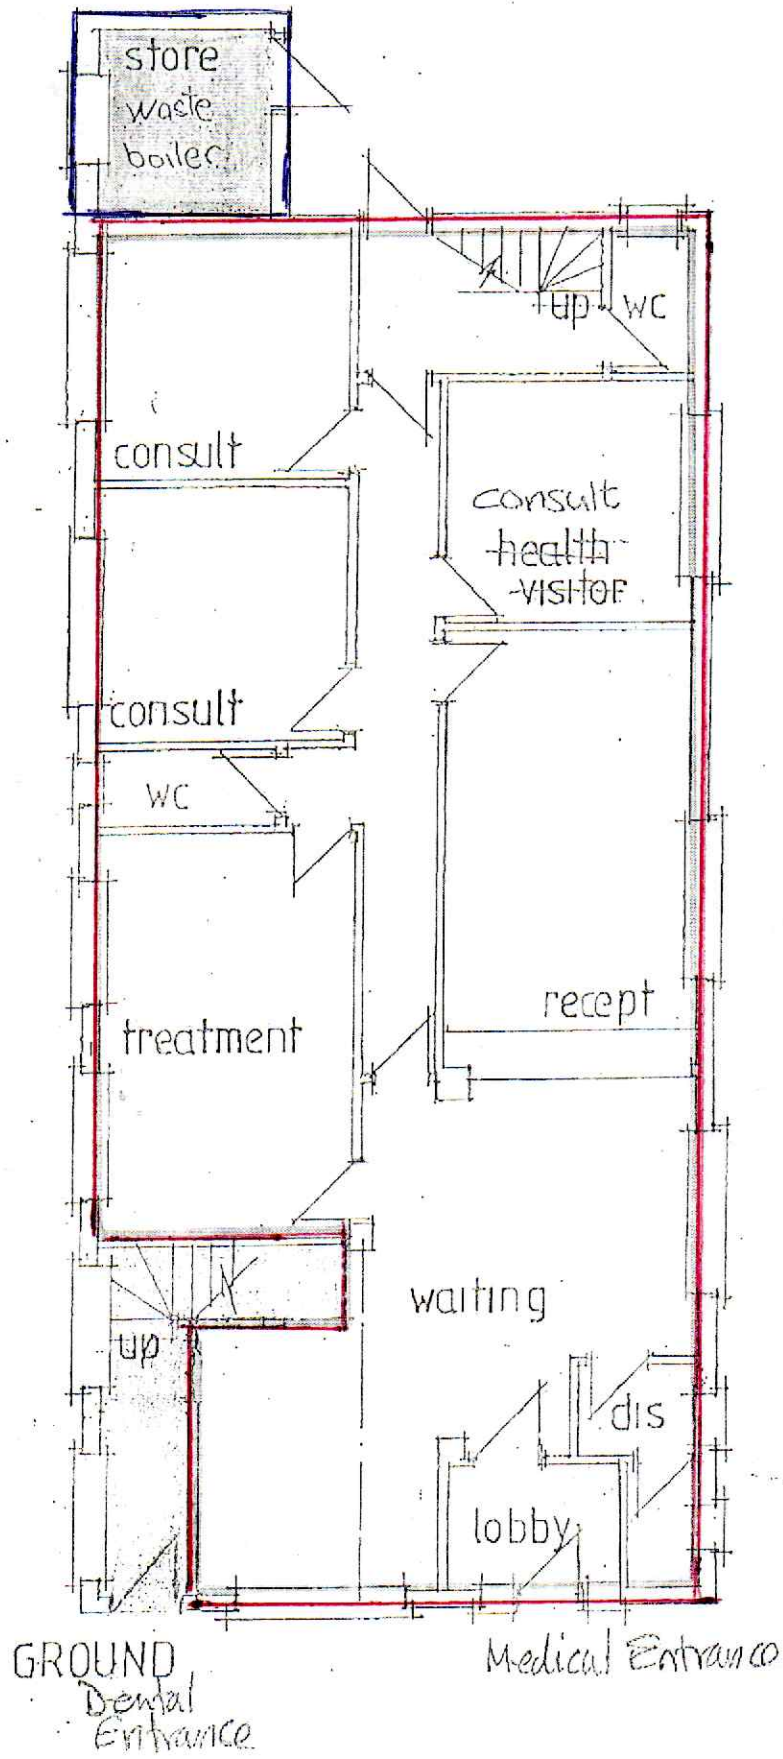 store
waste
boiler
up
wc
consult
consult
health
VISITOR
consult
wc
recept
treatment
waiting
up
dis
lobby
GROUND
Dental
Entrance
Medical Entrance